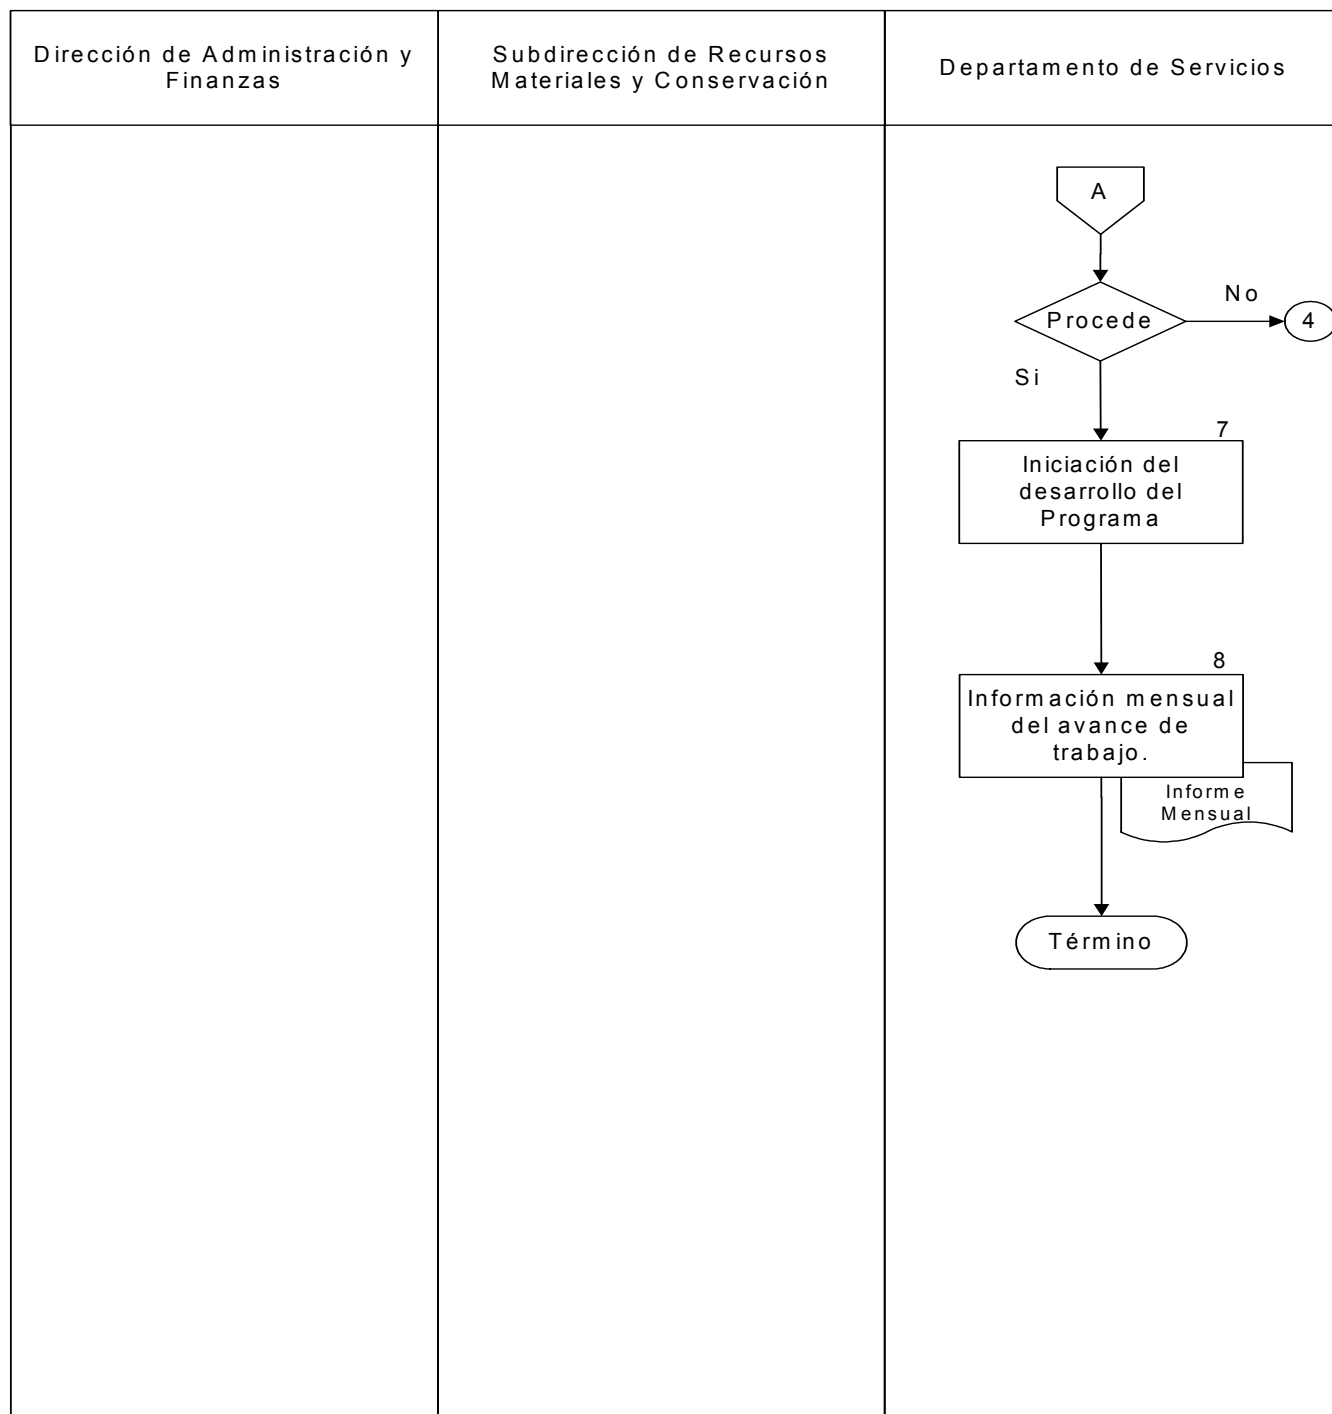 Dirección de Administración y
Finanzas
Subdirección de Recursos
Materiales y Conservación
Departamento de Servicios
A
Procede
No
4
Si
7
Iniciación del
desarrollo del
Programa
8
Información mensual
del avance de
trabajo.
Informe
Mensual
Término